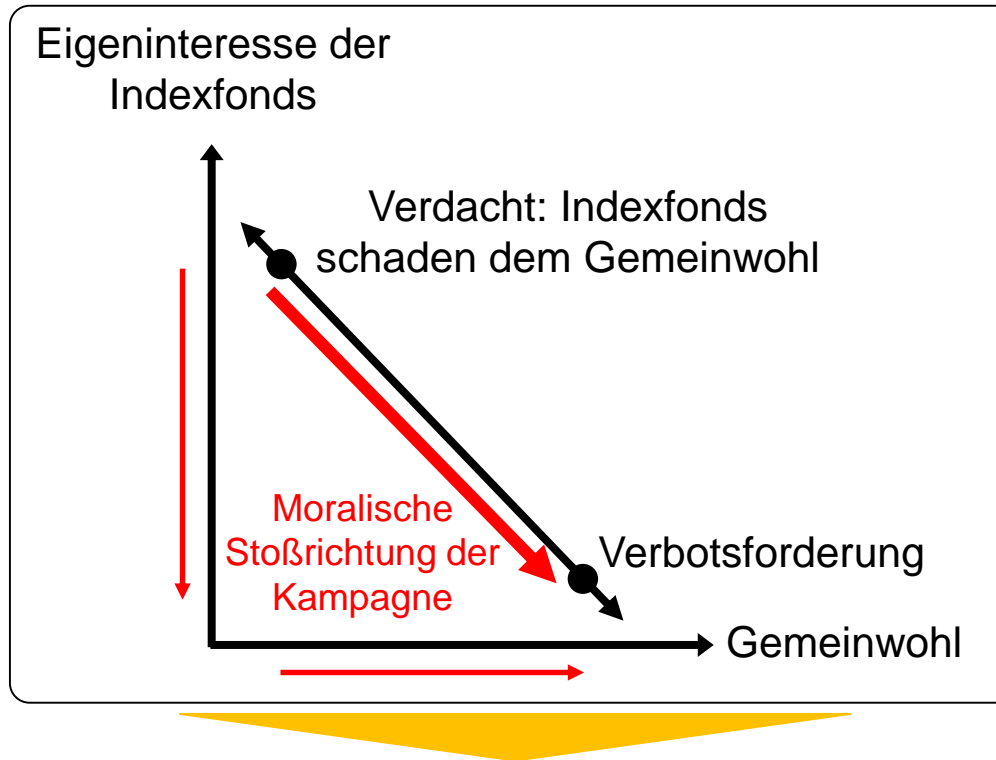 Eigeninteresse der
Indexfonds
Verdacht: Indexfonds
schaden dem Gemeinwohl
Moralische
Stoßrichtung der
Kampagne
Verbotsforderung
Gemeinwohl